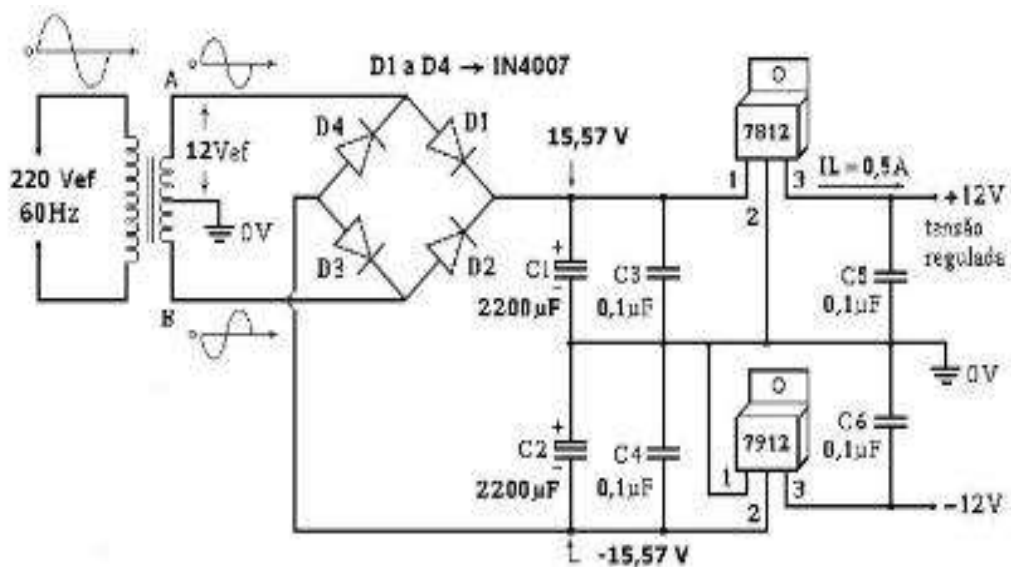 D1 a D4 → 1N4007
A
12Vef
220 Vef
60Hz
0V
B
D4
D1
D3
D2
15,57 V
7812
1
2
3
IL = 0,5A
+12V
tensão
regulada
+
C1
-
2200µF
C3
0,1µF
C5
0,1µF
0V
+
C2
-
2200µF
C4
0,1µF
7912
1
2
3
C6
0,1µF
-12V
-15,57 V